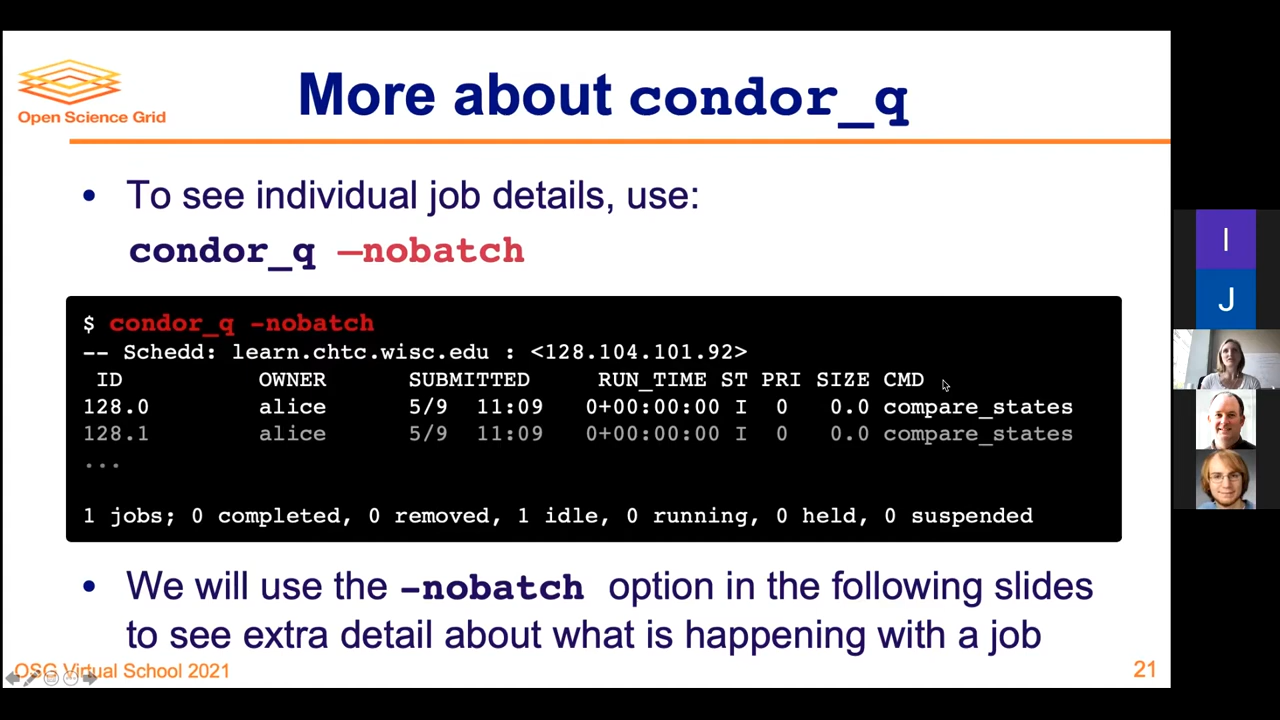 Open Science Grid
More about condor_q
• To see individual job details, use:
condor_q –nobatch
$ condor_q -nobatch
-- Schedd: learn.chtc.wisc.edu : <128.104.101.92>
ID OWNER SUBMITTED RUN_TIME ST PRI SIZE CMD
128.0 alice 5/9 11:09 0+00:00:00 I 0 0.0 compare_states
128.1 alice 5/9 11:09 0+00:00:00 I 0 0.0 compare_states
...
1 jobs; 0 completed, 0 removed, 1 idle, 0 running, 0 held, 0 suspended
• We will use the -nobatch option in the following slides
to see extra detail about what is happening with a job
OSG Virtual School 2021
21
I
J